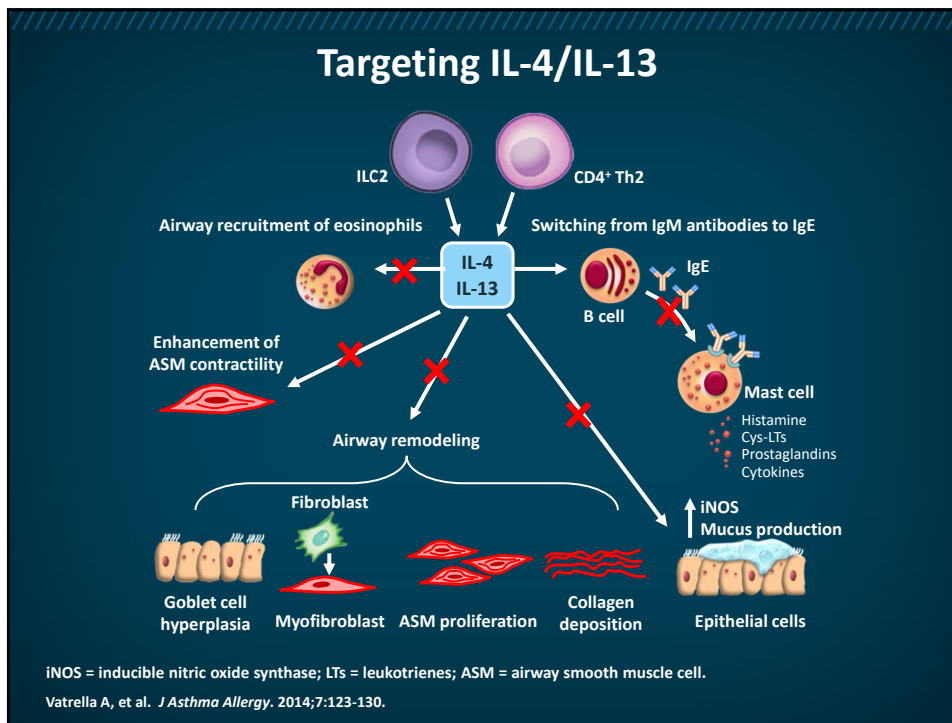 Targeting IL-4/IL-13
ILC2
CD4⁺ Th2
Airway recruitment of eosinophils
Switching from IgM antibodies to IgE
IL-4
IL-13
IgE
B cell
Enhancement of
ASM contractility
Mast cell
Histamine
Cys-LTs
Prostaglandins
Cytokines
Airway remodeling
Fibroblast
iNOS
Mucus production
Goblet cell
hyperplasia
Myofibroblast
ASM proliferation
Collagen
deposition
Epithelial cells
iNOS = inducible nitric oxide synthase; LTs = leukotrienes; ASM = airway smooth muscle cell.
Vatrella A, et al. J Asthma Allergy. 2014;7:123-130.